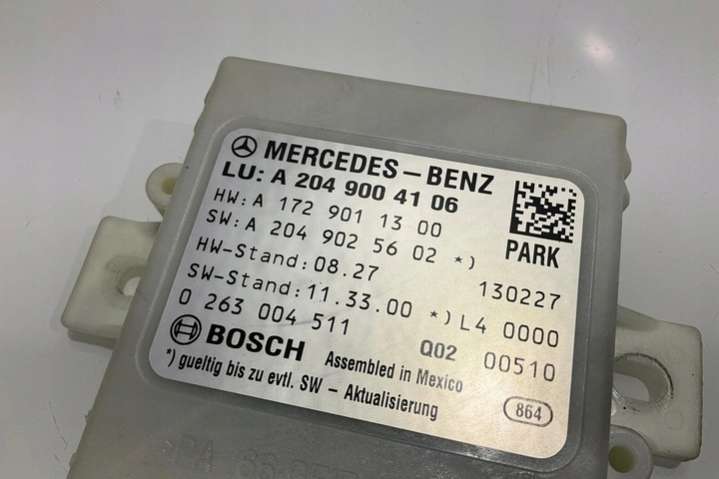 MERCEDES-BENZ
LU: A 204 900 41 06
HW: A 172 901 13 00
SW: A 204 902 56 02 *)
PARK
HW-Stand: 08.27
130227
SW-Stand: 11.33.00 *) L4 0000
0 263 004 511
Q02 00510
BOSCH Assembled in Mexico
*) gueltig bis zu evtl. SW - Aktualisierung
864